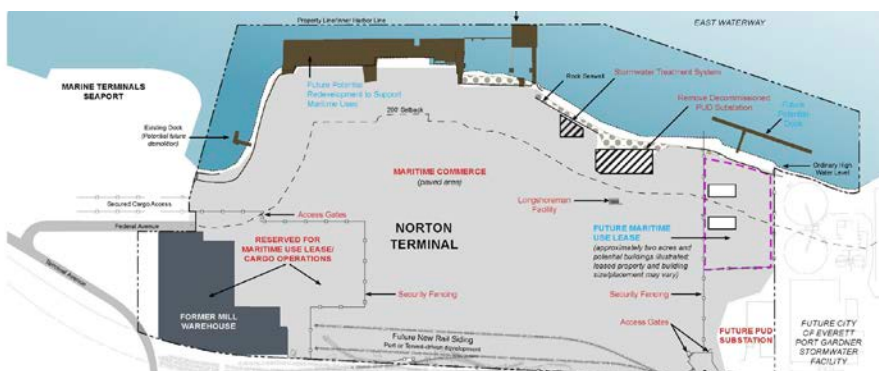 Property Line/Inner Harbor Line
EAST WATERWAY
MARINE TERMINALS
SEAPORT
Future Potential
Redevelopment to Support
Maritime Uses
Rock Seawall
Stormwater Treatment System
Remove Decommissioned
PUD Substation
Future
Potential
Dock
Existing Dock
(Potential future
demolition)
200 Setback
Ordinary High
Water Level
MARITIME COMMERCE
(paved area)
Secured Cargo Access
Access Gates
Longshoreman
Facility
Federal Avenue
NORTON
TERMINAL
FUTURE MARITIME
USE LEASE
(approximately two acres and
potential buildings illustrated;
leased property and building
size/placement may vary)
RESERVED FOR
MARITIME USE LEASE/
CARGO OPERATIONS
Terminal Avenue
Security Fencing
Security Fencing
FORMER MILL
WAREHOUSE
Access Gates
Future New Rail Siding
Port or Tenant-driven development
FUTURE PUD
SUBSTATION
FUTURE CITY
OF EVERETT
PORT GARDNER
STORMWATER
FACILITY